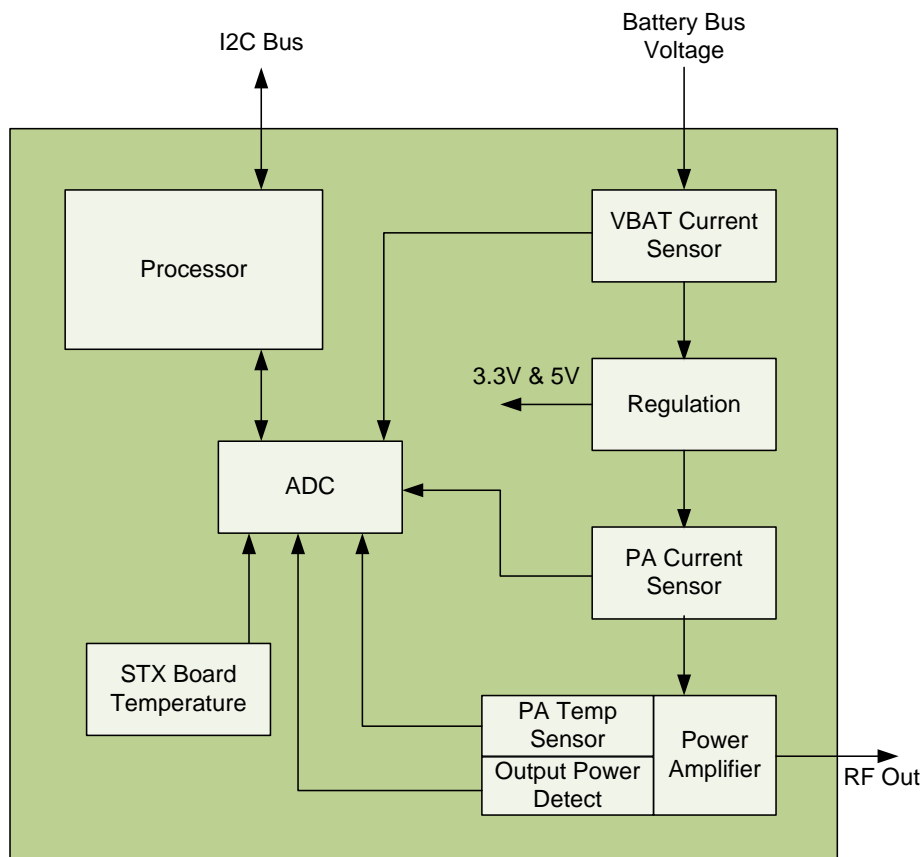 I2C Bus
Battery Bus
Voltage
Processor
VBAT Current
Sensor
3.3V & 5V
Regulation
ADC
PA Current
Sensor
STX Board
Temperature
PA Temp
Sensor
Output Power
Detect
Power
Amplifier
RF Out